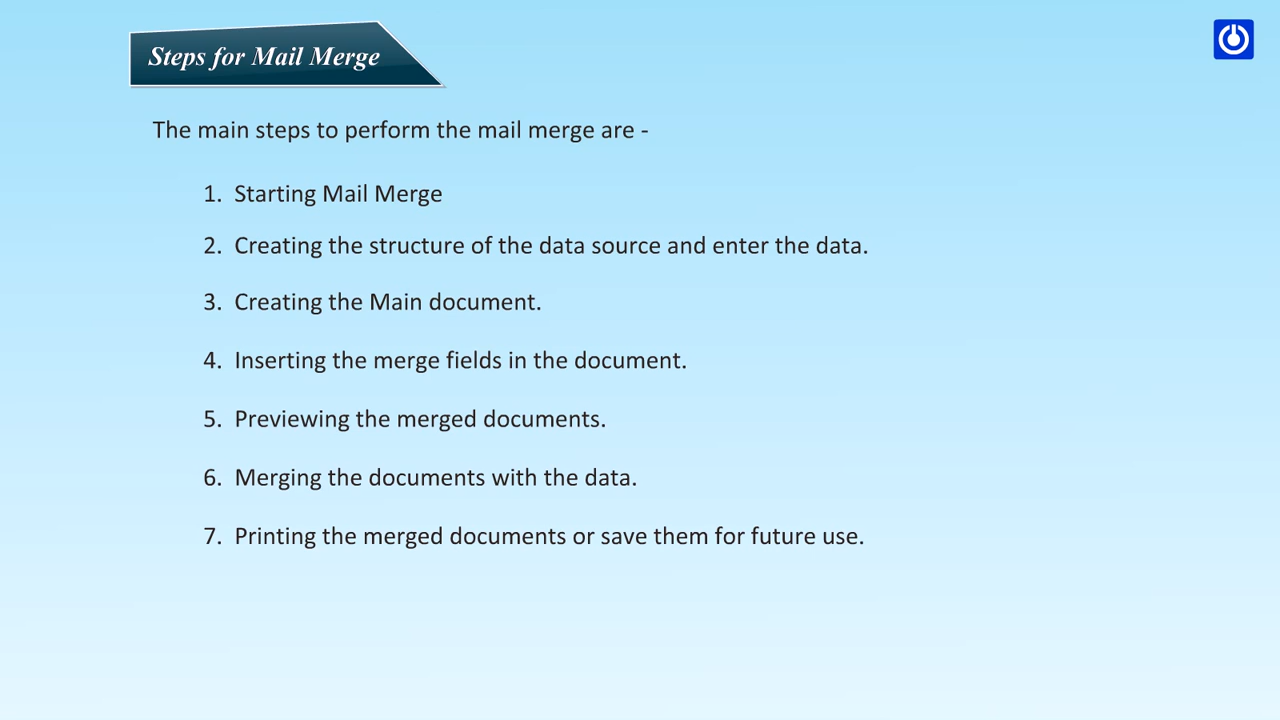 Steps for Mail Merge
The main steps to perform the mail merge are -
1. Starting Mail Merge
2. Creating the structure of the data source and enter the data.
3. Creating the Main document.
4. Inserting the merge fields in the document.
5. Previewing the merged documents.
6. Merging the documents with the data.
7. Printing the merged documents or save them for future use.